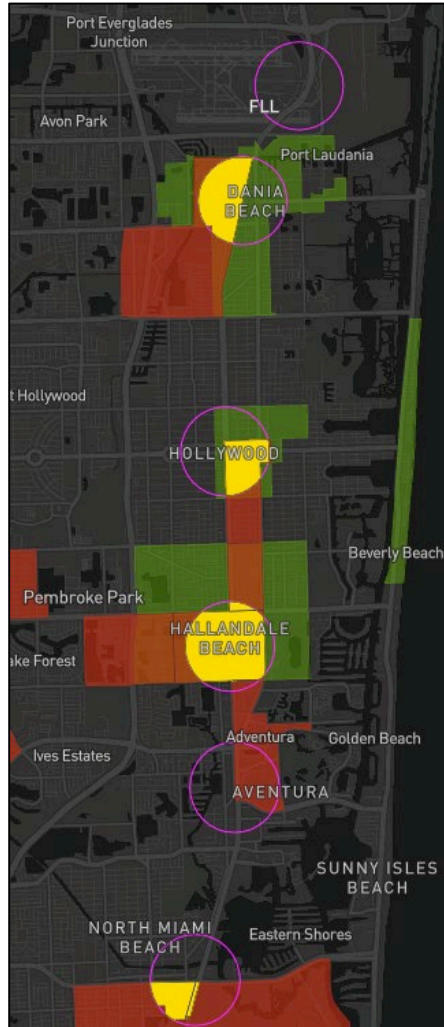 Port Everglades
Junction
FLL
Avon Park
Port Laudania
DANIA
BEACH
t Hollywood
HOLLYWOOD
Beverly Beach
Pembroke Park
HALLANDALE
BEACH
ake Forest
Adventura
Golden Beach
Ives Estates
AVENTURA
SUNNY ISLES
BEACH
NORTH MIAMI
BEACH
Eastern Shores